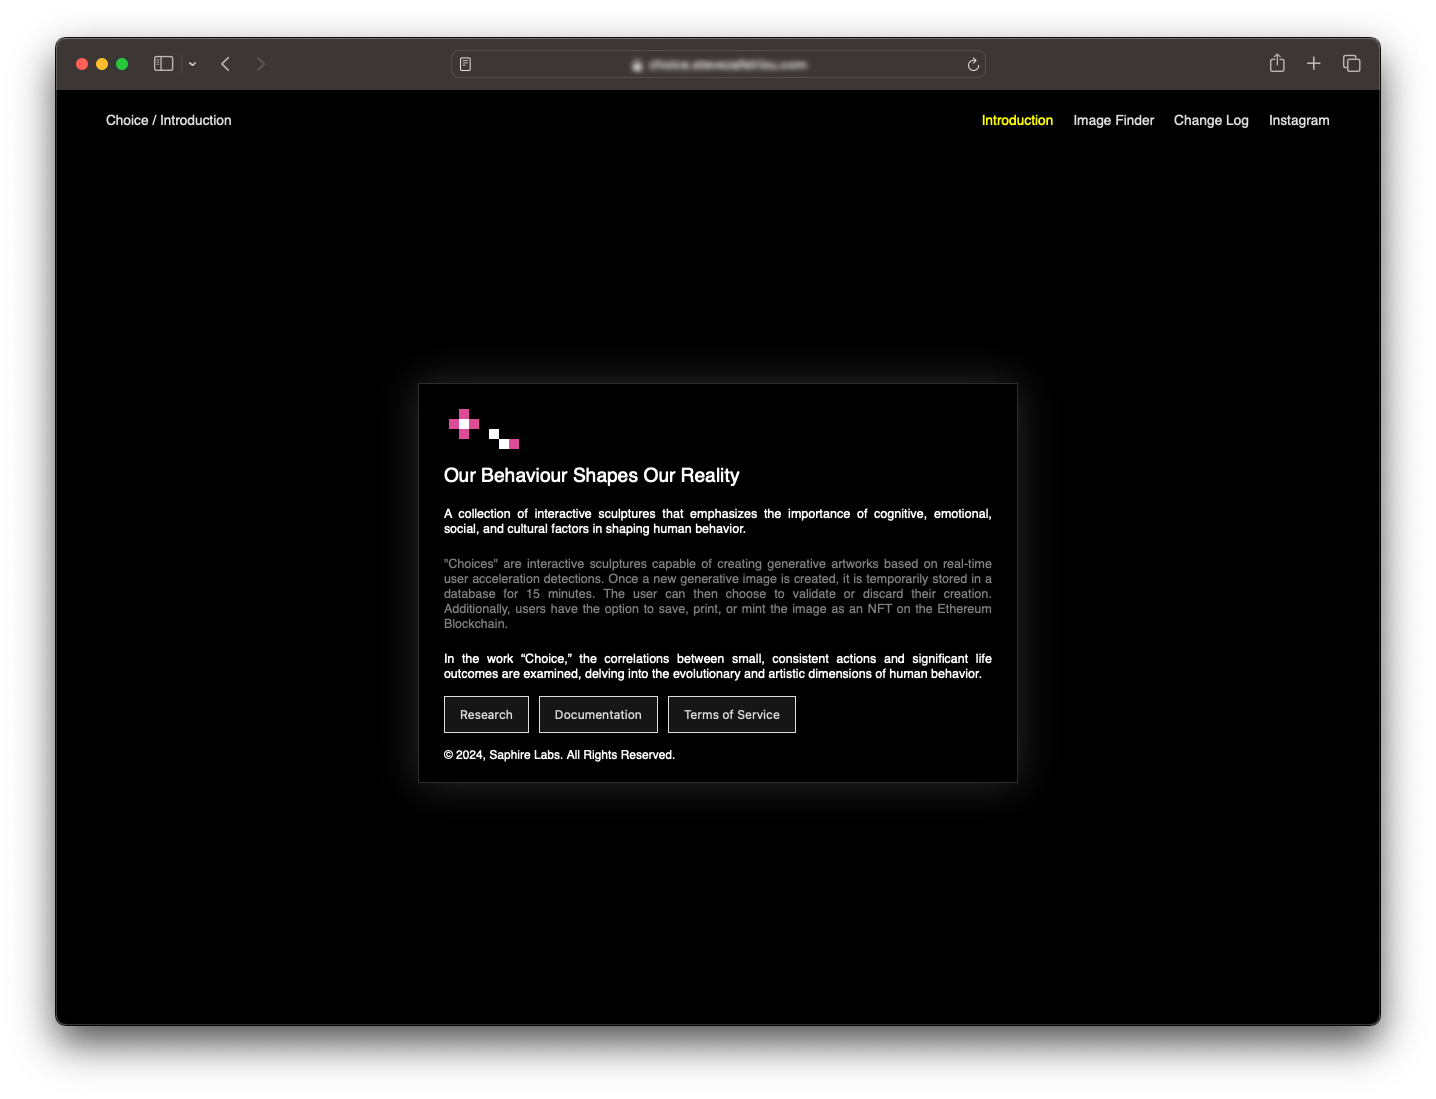 Choice / Introduction
Introduction Image Finder Change Log Instagram
Our Behaviour Shapes Our Reality
A collection of interactive sculptures that emphasizes the importance of cognitive, emotional,
social, and cultural factors in shaping human behavior.
"Choices" are interactive sculptures capable of creating generative artworks based on real-time
user acceleration detections. Once a new generative image is created, it is temporarily stored in a
database for 15 minutes. The user can then choose to validate or discard their creation.
Additionally, users have the option to save, print, or mint the image as an NFT on the Ethereum
Blockchain.
In the work “Choice,” the correlations between small, consistent actions and significant life
outcomes are examined, delving into the evolutionary and artistic dimensions of human behavior.
Research Documentation Terms of Service
© 2024, Saphire Labs. All Rights Reserved.